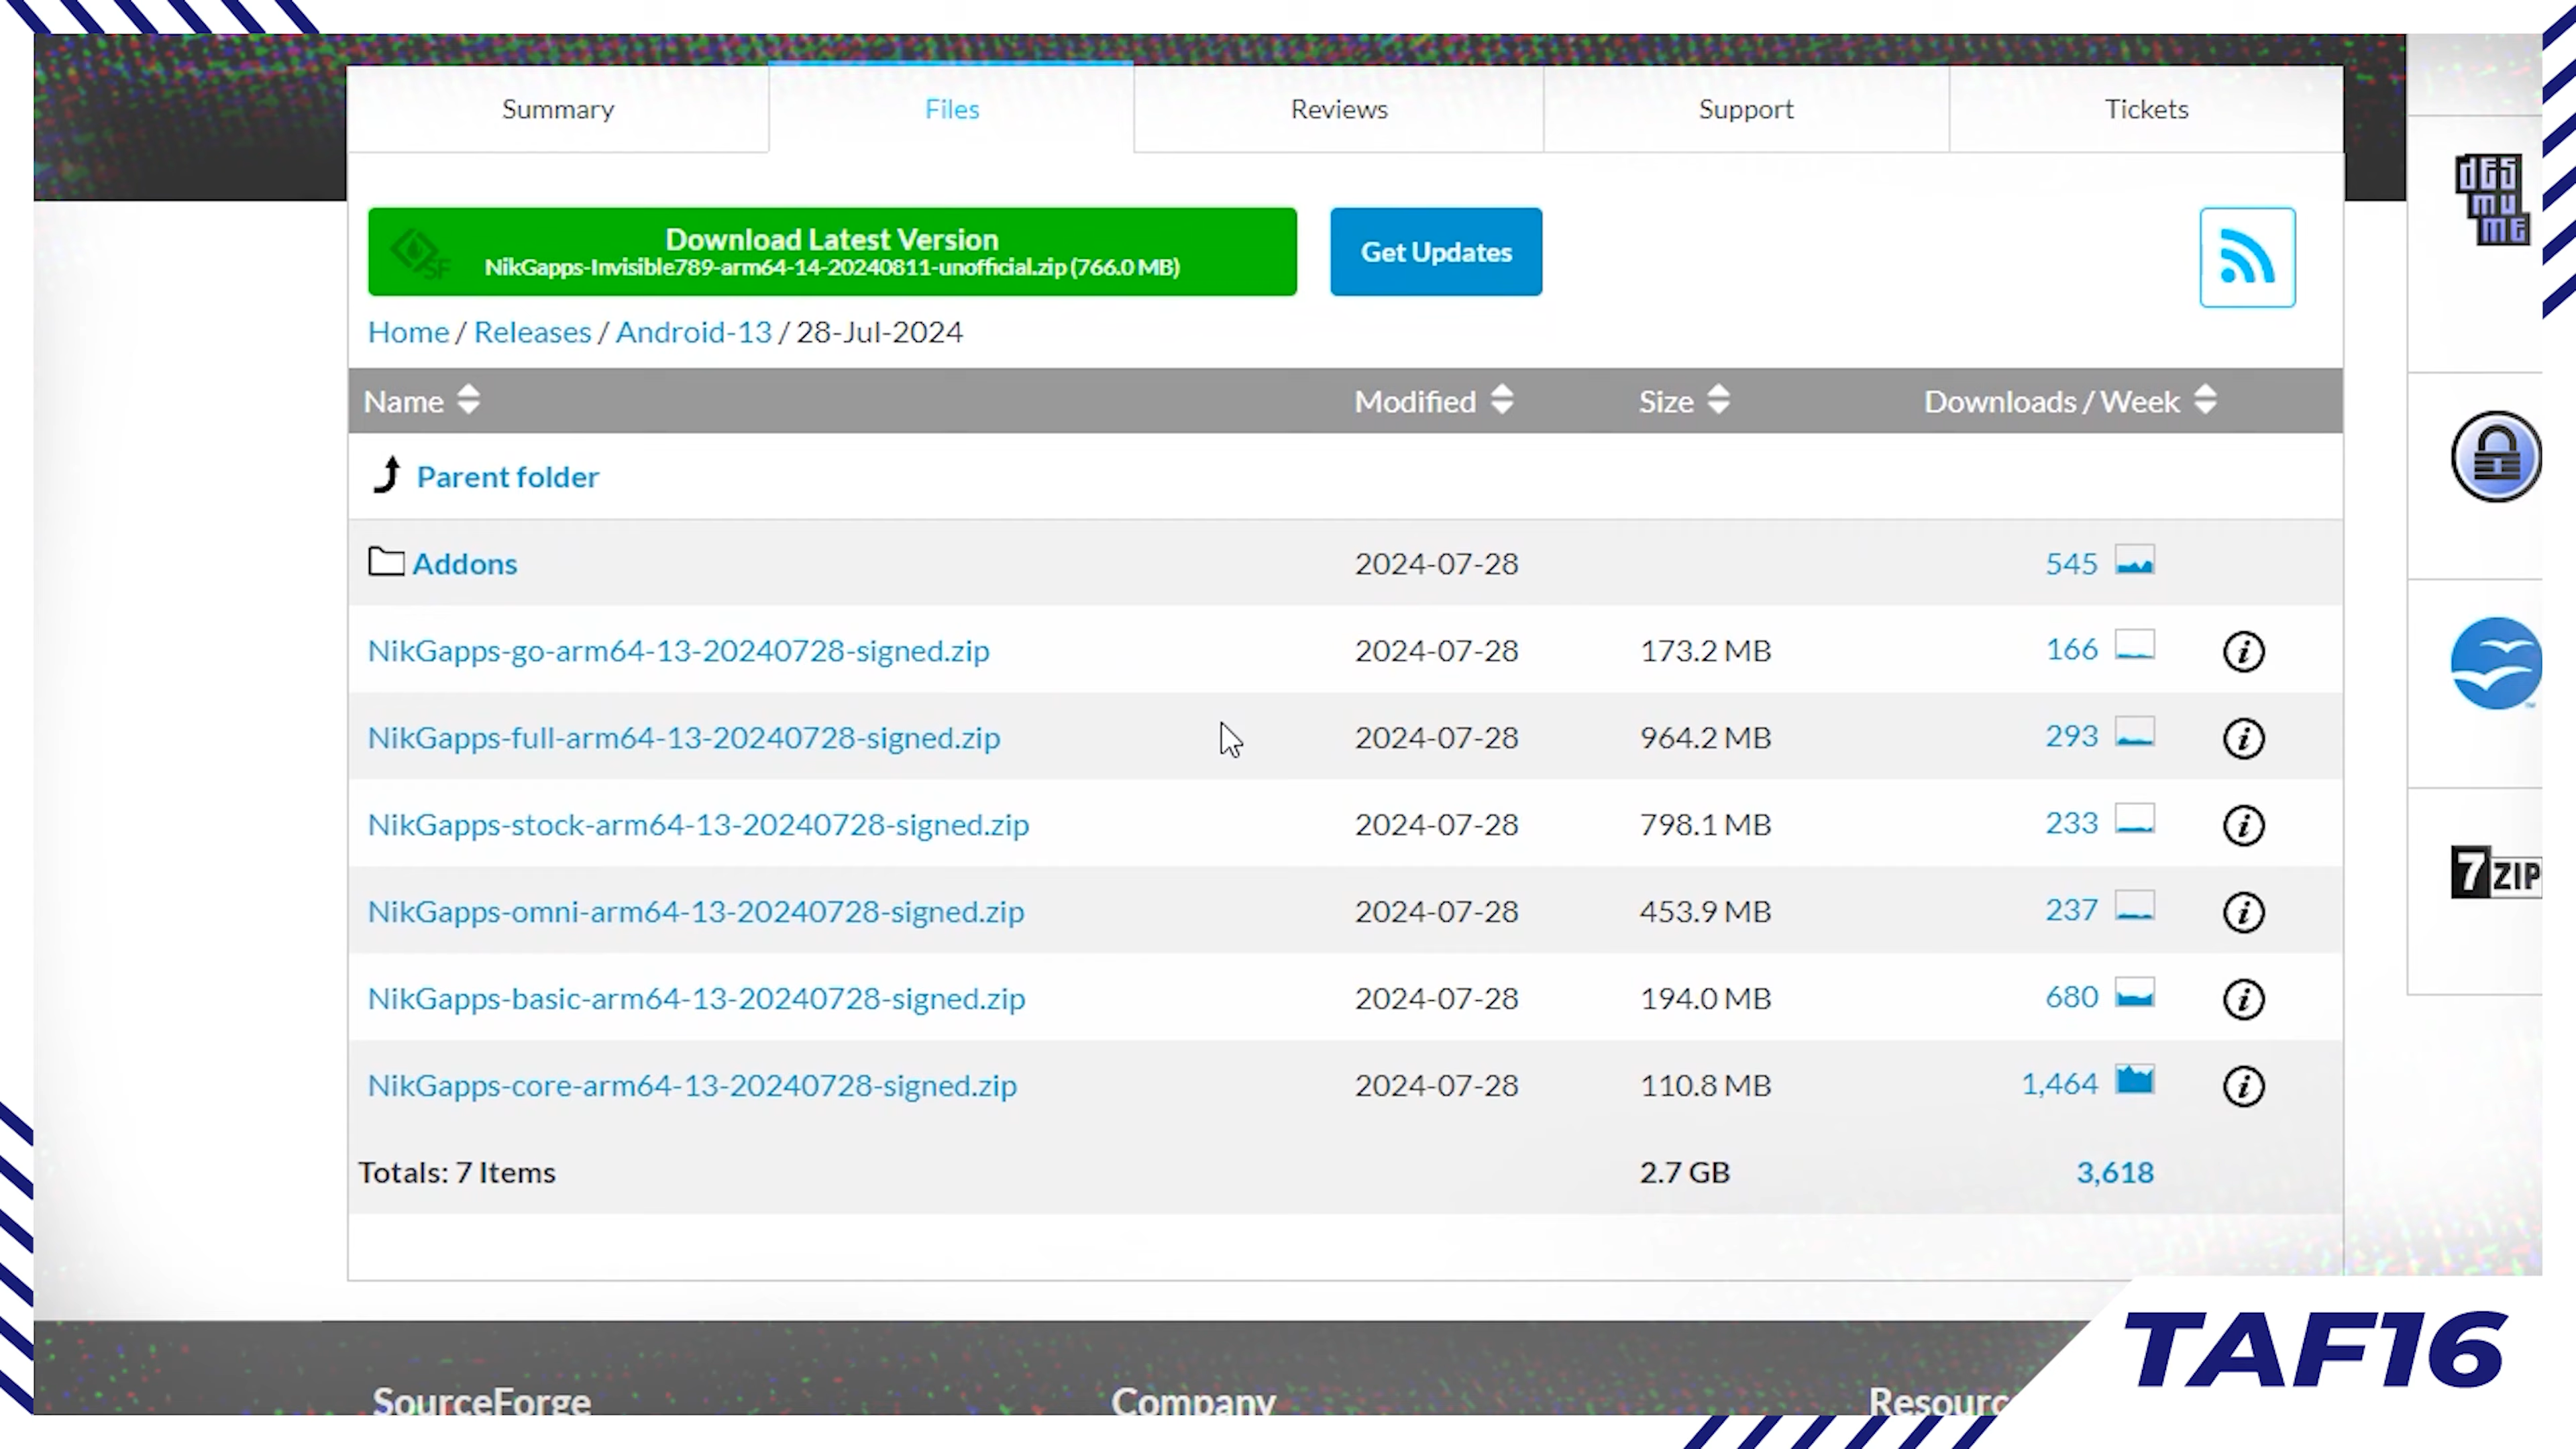 Summary Files Reviews Support Tickets
Download Latest Version
NikGapps-Invisible789-arm64-14-20240811-unofficial.zip (766.0 MB)
SF
Get Updates
Home / Releases / Android-13 / 28-Jul-2024
Name Modified Size Downloads / Week
Parent folder
Addons 2024-07-28 545
NikGapps-go-arm64-13-20240728-signed.zip 2024-07-28 173.2 MB 166
NikGapps-full-arm64-13-20240728-signed.zip 2024-07-28 964.2 MB 293
NikGapps-stock-arm64-13-20240728-signed.zip 2024-07-28 798.1 MB 233
NikGapps-omni-arm64-13-20240728-signed.zip 2024-07-28 453.9 MB 237
NikGapps-basic-arm64-13-20240728-signed.zip 2024-07-28 194.0 MB 680
NikGapps-core-arm64-13-20240728-signed.zip 2024-07-28 110.8 MB 1,464
Totals: 7 Items 2.7 GB 3,618
des
mu
me
7 ZIP
SourceForge Company Resourc
TAF16